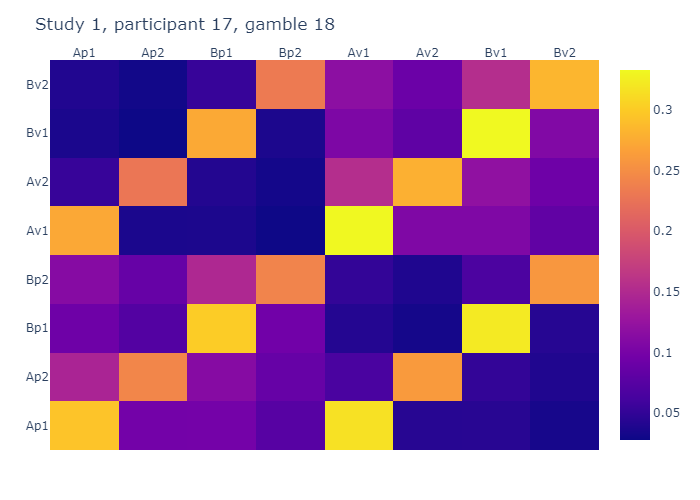 Study 1, participant 17, gamble 18
Ap1 Ap2 Bp1 Bp2 Av1 Av2 Bv1 Bv2
Bv2
Bv1
Av2
Av1
Bp2
Bp1
Ap2
Ap1
0.3
0.25
0.2
0.15
0.1
0.05